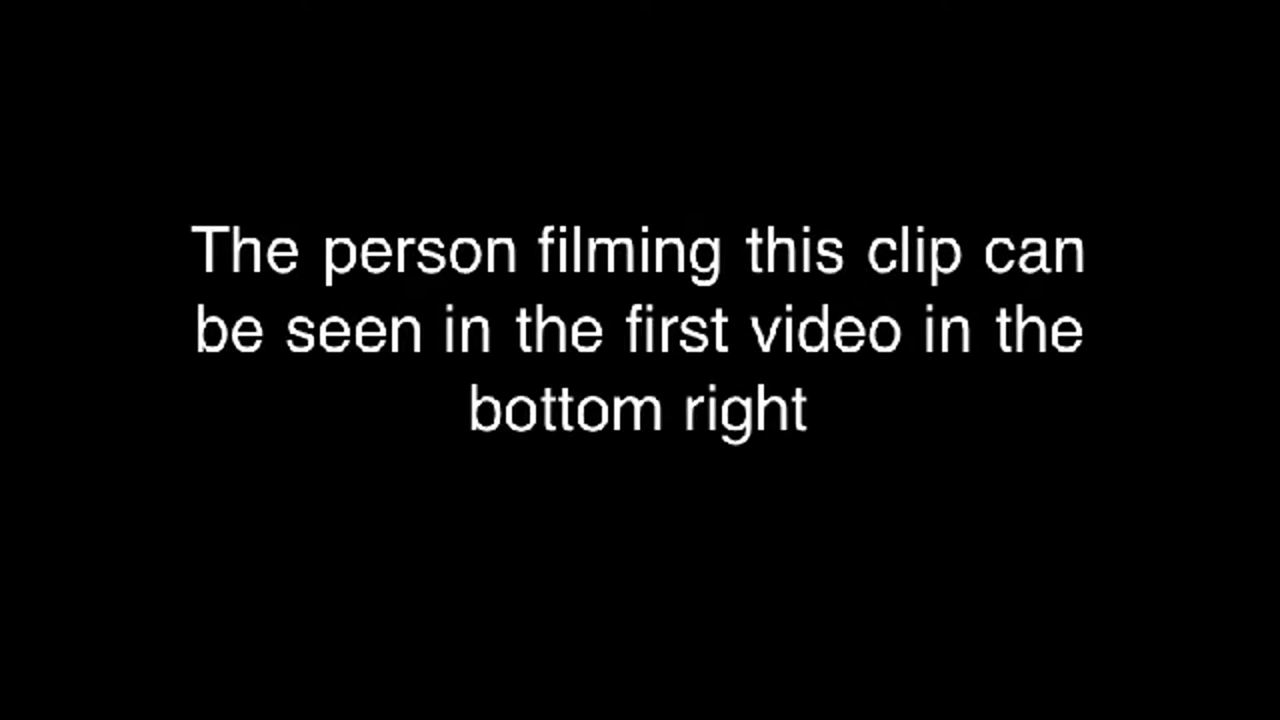 The person filming this clip can
be seen in the first video in the
bottom right